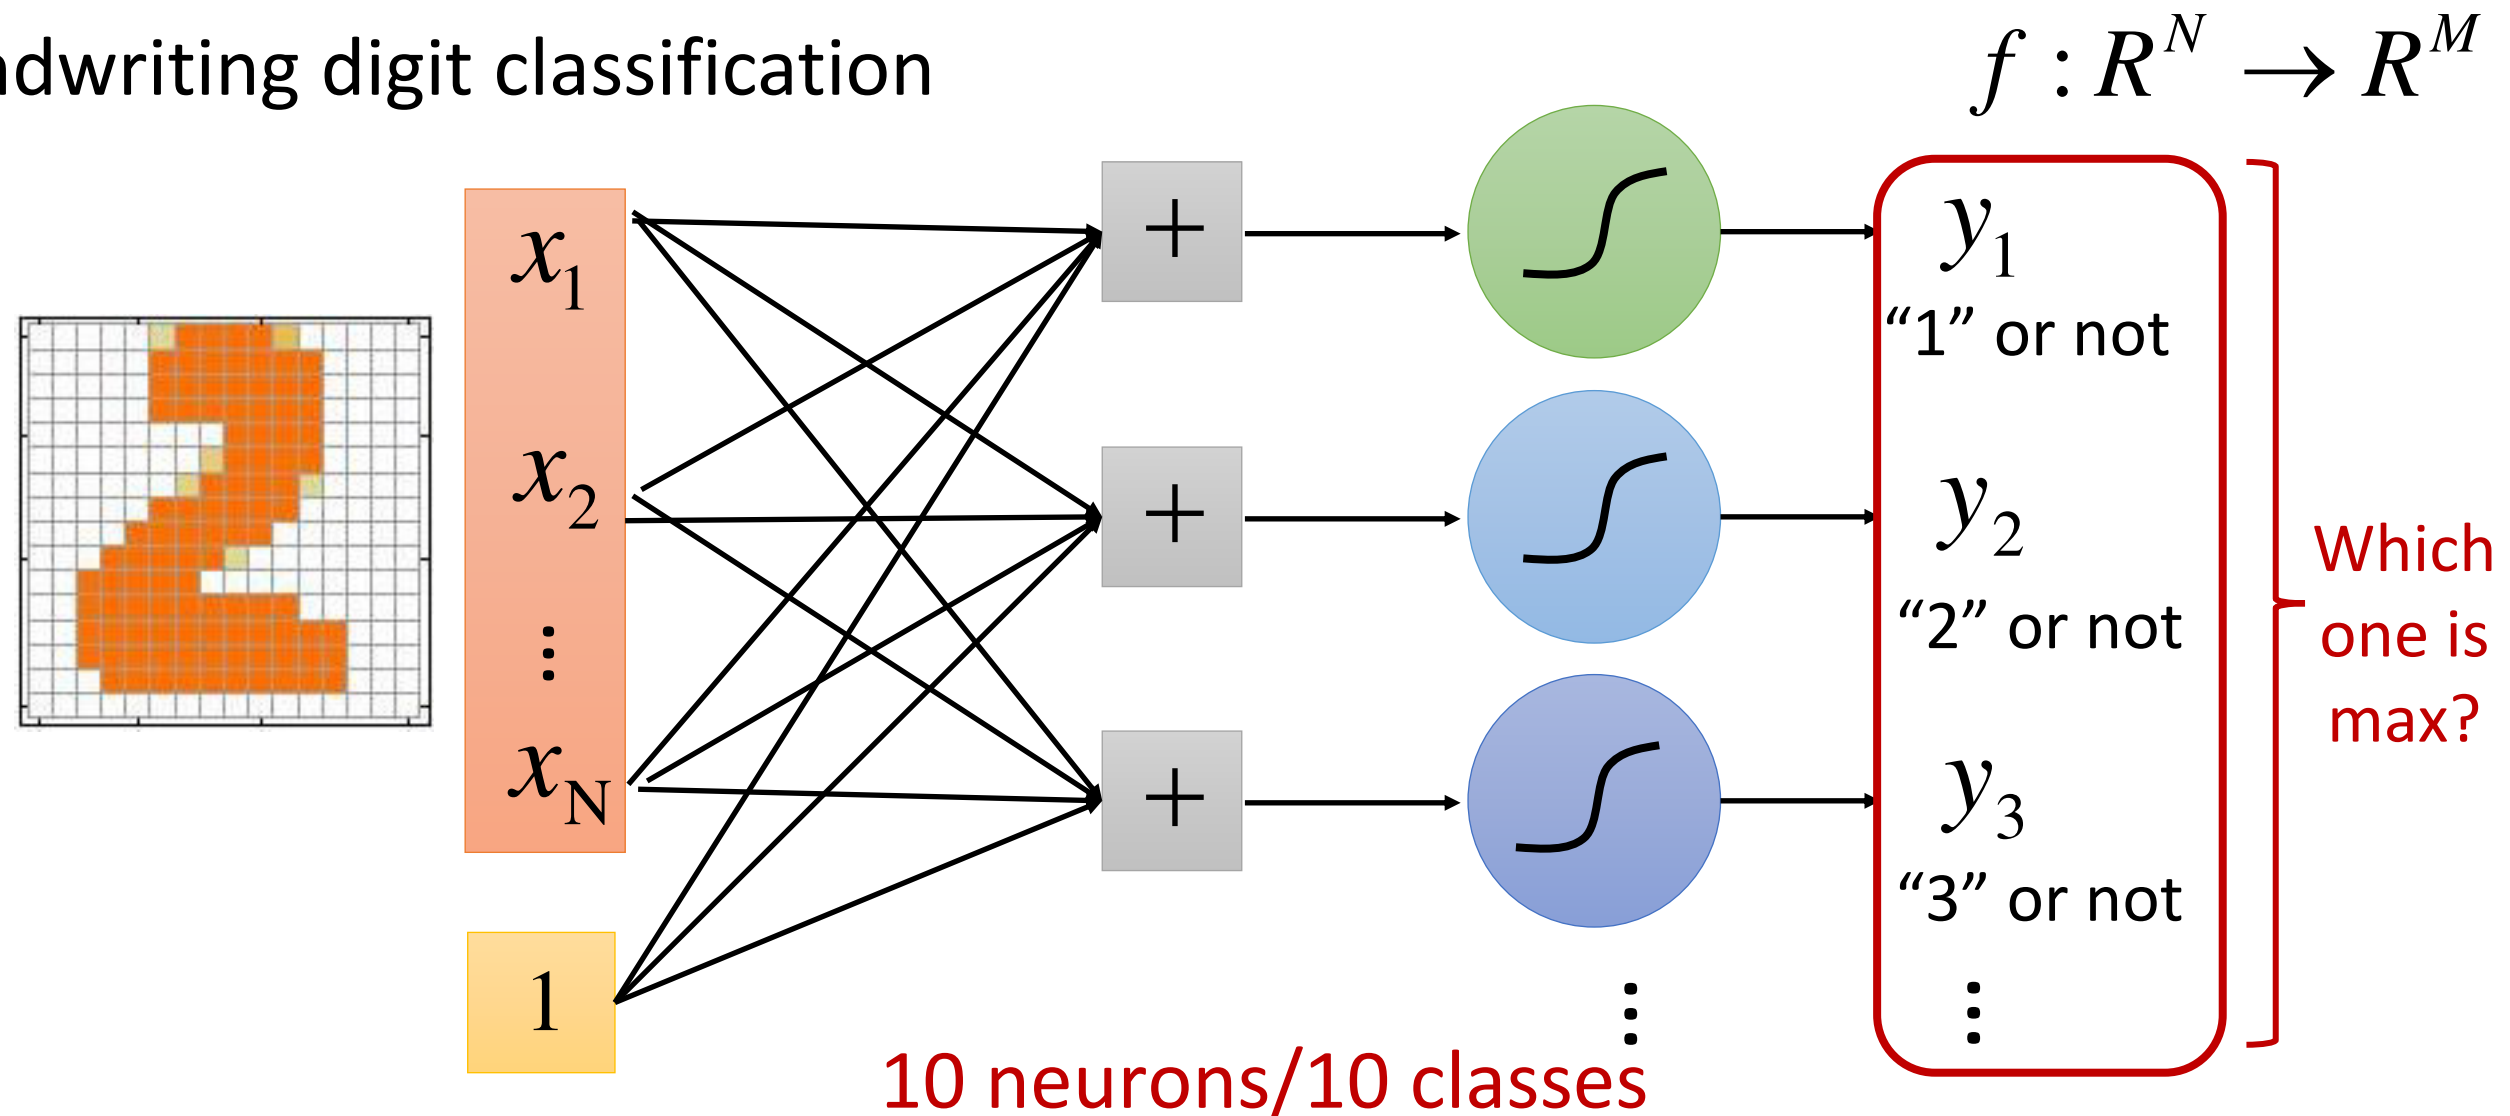 ndwriting digit classification
f : R^N → R^M
x1
x2
⋮
xN
1
+
+
+
y1
"1" or not
y2
"2" or not
y3
"3" or not
⋮
⋮
Which
one is
max?
10 neurons/10 classes